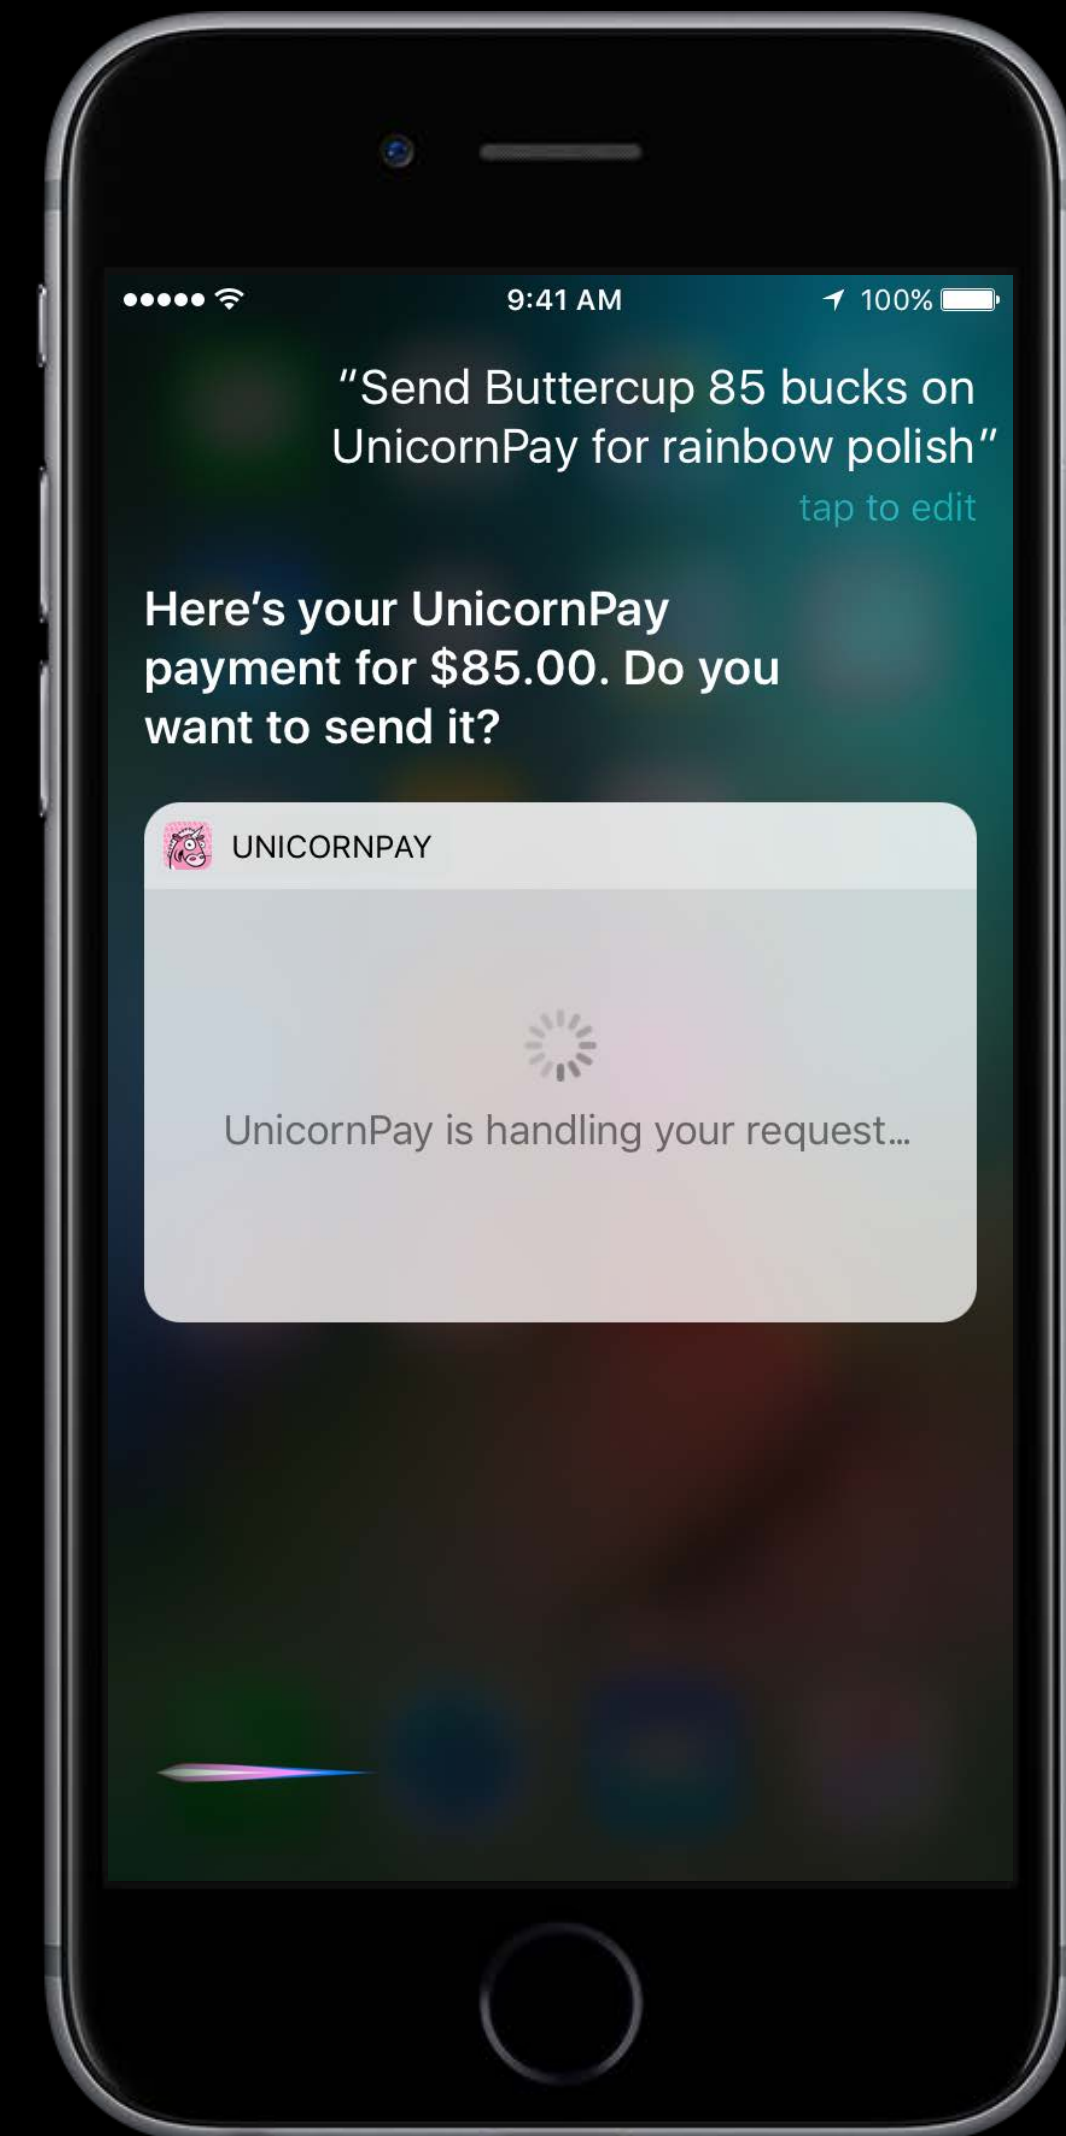 9:41 AM 100%
“Send Buttercup 85 bucks on
UnicornPay for rainbow polish”
tap to edit
Here’s your UnicornPay
payment for $85.00. Do you
want to send it?
UNICORNPAY
UnicornPay is handling your request…